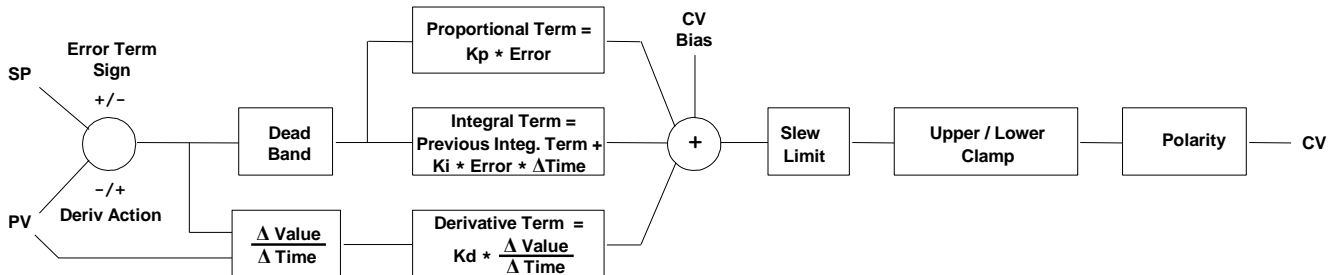 SP
Error Term
Sign
+/-
-/+
Deriv Action
PV
Dead
Band
Δ Value
Δ Time
Proportional Term =
Kp * Error
Integral Term =
Previous Integ. Term +
Ki * Error * ΔTime
Derivative Term =
Kd * Δ Value
Δ Time
CV
Bias
+
Slew
Limit
Upper / Lower
Clamp
Polarity
CV